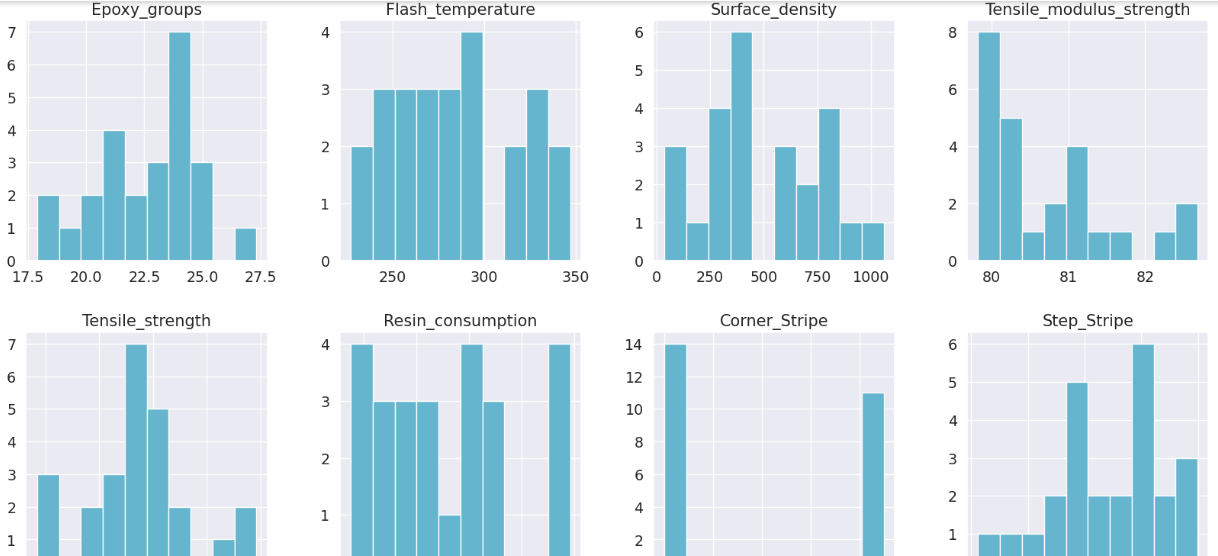 Epoxy_groups Flash_temperature Surface_density Tensile_modulus_strength
7 4 6 8
6
5
3
4 6
5
4
2
3 4
3
2 2
1
2
1 1
0 0 0 0
17.5 20.0 22.5 25.0 27.5 250 300 350 0 250 500 750 1000 80 81 82
Tensile_strength Resin_consumption Corner_Stripe Step_Stripe
7 4 14 6
6 12
5
5 3 10
4
4 8
3
3 2 6
2
2 4
1 1 2 1